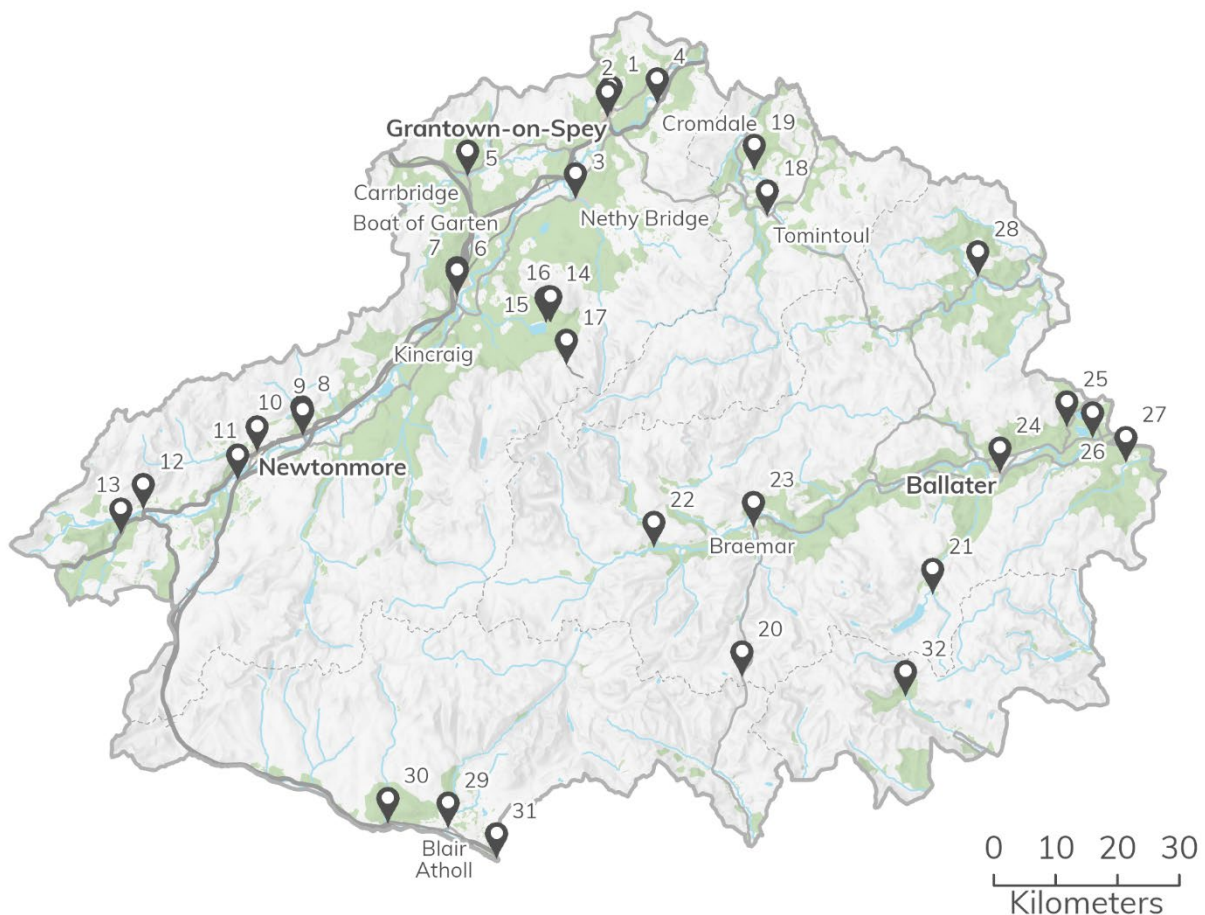 2 1 4
Grantown-on-Spey
Cromdale 19
5 3
18
Carrbridge
Nethy Bridge
Boat of Garten
Tomintoul
7 6
28
16 14
15
17
Kincraig
25
10 9 8
27
11
24
26
Newtonmore
12
Ballater
13
23
22
Braemar
21
20
32
30 29
31
Blair
Atholl
0 10 20 30
Kilometers